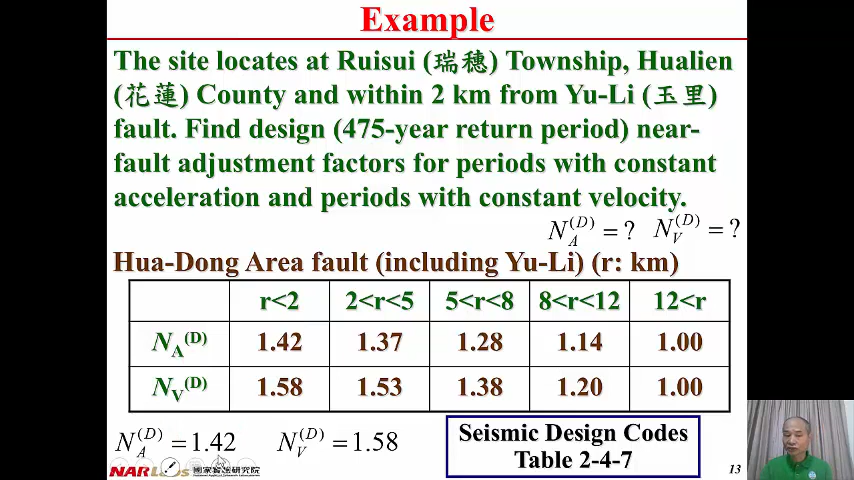 Example
The site locates at Ruisui (瑞穗) Township, Hualien
(花蓮) County and within 2 km from Yu-Li (玉里)
fault. Find design (475-year return period) near-
fault adjustment factors for periods with constant
acceleration and periods with constant velocity.
N_A^(D) = ? N_V^(D) = ?
Hua-Dong Area fault (including Yu-Li) (r: km)
r<2 2<r<5 5<r<8 8<r<12 12<r
N_A^(D) 1.42 1.37 1.28 1.14 1.00
N_V^(D) 1.58 1.53 1.38 1.20 1.00
N_A^(D) = 1.42 N_V^(D) = 1.58
Seismic Design Codes
Table 2-4-7
13